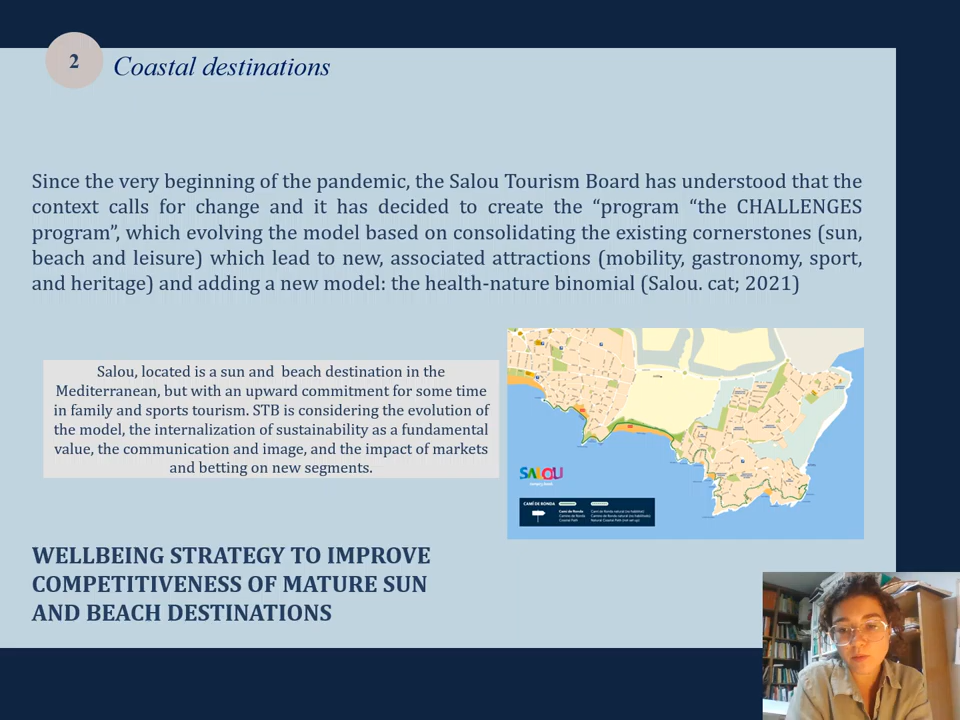 2
Coastal destinations
Since the very beginning of the pandemic, the Salou Tourism Board has understood that the
context calls for change and it has decided to create the “program “the CHALLENGES
program”, which evolving the model based on consolidating the existing cornerstones (sun,
beach and leisure) which lead to new, associated attractions (mobility, gastronomy, sport,
and heritage) and adding a new model: the health-nature binomial (Salou. cat; 2021)
Salou, located is a sun and beach destination in the
Mediterranean, but with an upward commitment for some time
in family and sports tourism. STB is considering the evolution of
the model, the internalization of sustainability as a fundamental
value, the communication and image, and the impact of markets
and betting on new segments.
SALOU
CAMÍ DE RONDA
WELLBEING STRATEGY TO IMPROVE
COMPETITIVENESS OF MATURE SUN
AND BEACH DESTINATIONS